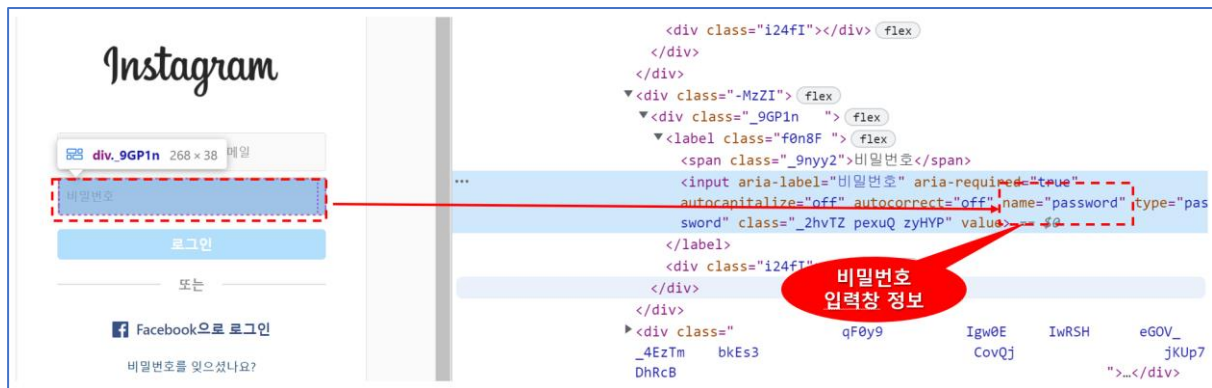 Instagram
메일
div._9GP1n 268 × 38
비밀번호
로그인
또는
Facebook으로 로그인
비밀번호를 잊으셨나요?
<div class="i24fI"></div> flex
</div>
</div>
▼<div class="-MzZI"> flex
▼<div class="_9GP1n   "> flex
▼<label class="f0n8F "> flex
<span class="_9nyy2">비밀번호</span>
... <input aria-label="비밀번호" aria-required="true"
autocapitalize="off" autocorrect="off" name="password" type="pas
sword" class="_2hvTZ pexuQ zyHYP" value> == $0
</label>
<div class="i24fI"
</div>
</div>
▶<div class="          qF0y9          Igw0E     IwRSH      eGOV_
_4EzTm    bkEs3                          CovQj                 jKUp7
DhRcB                                              ">…</div>
비밀번호
입력창 정보